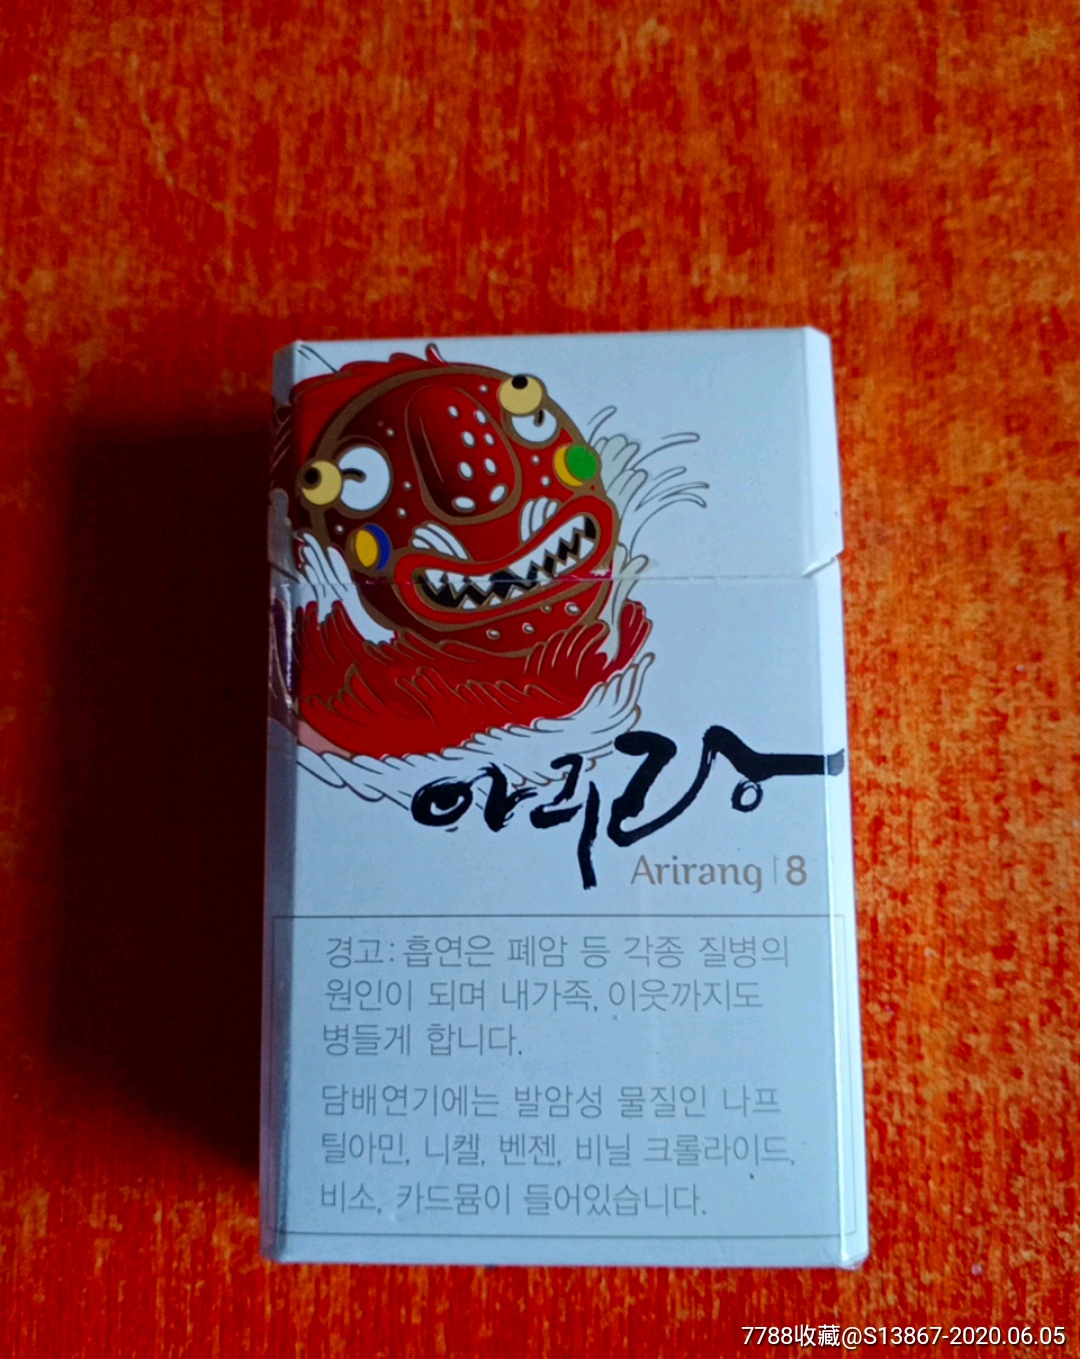 아리랑
Arirang | 8
경고: 흡연은 폐암 등 각종 질병의
원인이 되며 내가족, 이웃까지도
병들게 합니다.
담배연기에는 발암성 물질인 나프
틸아민, 니켈, 벤젠, 비닐 크롤라이드,
비소, 카드뮴이 들어있습니다.
7788收藏@S13867-2020.06.05